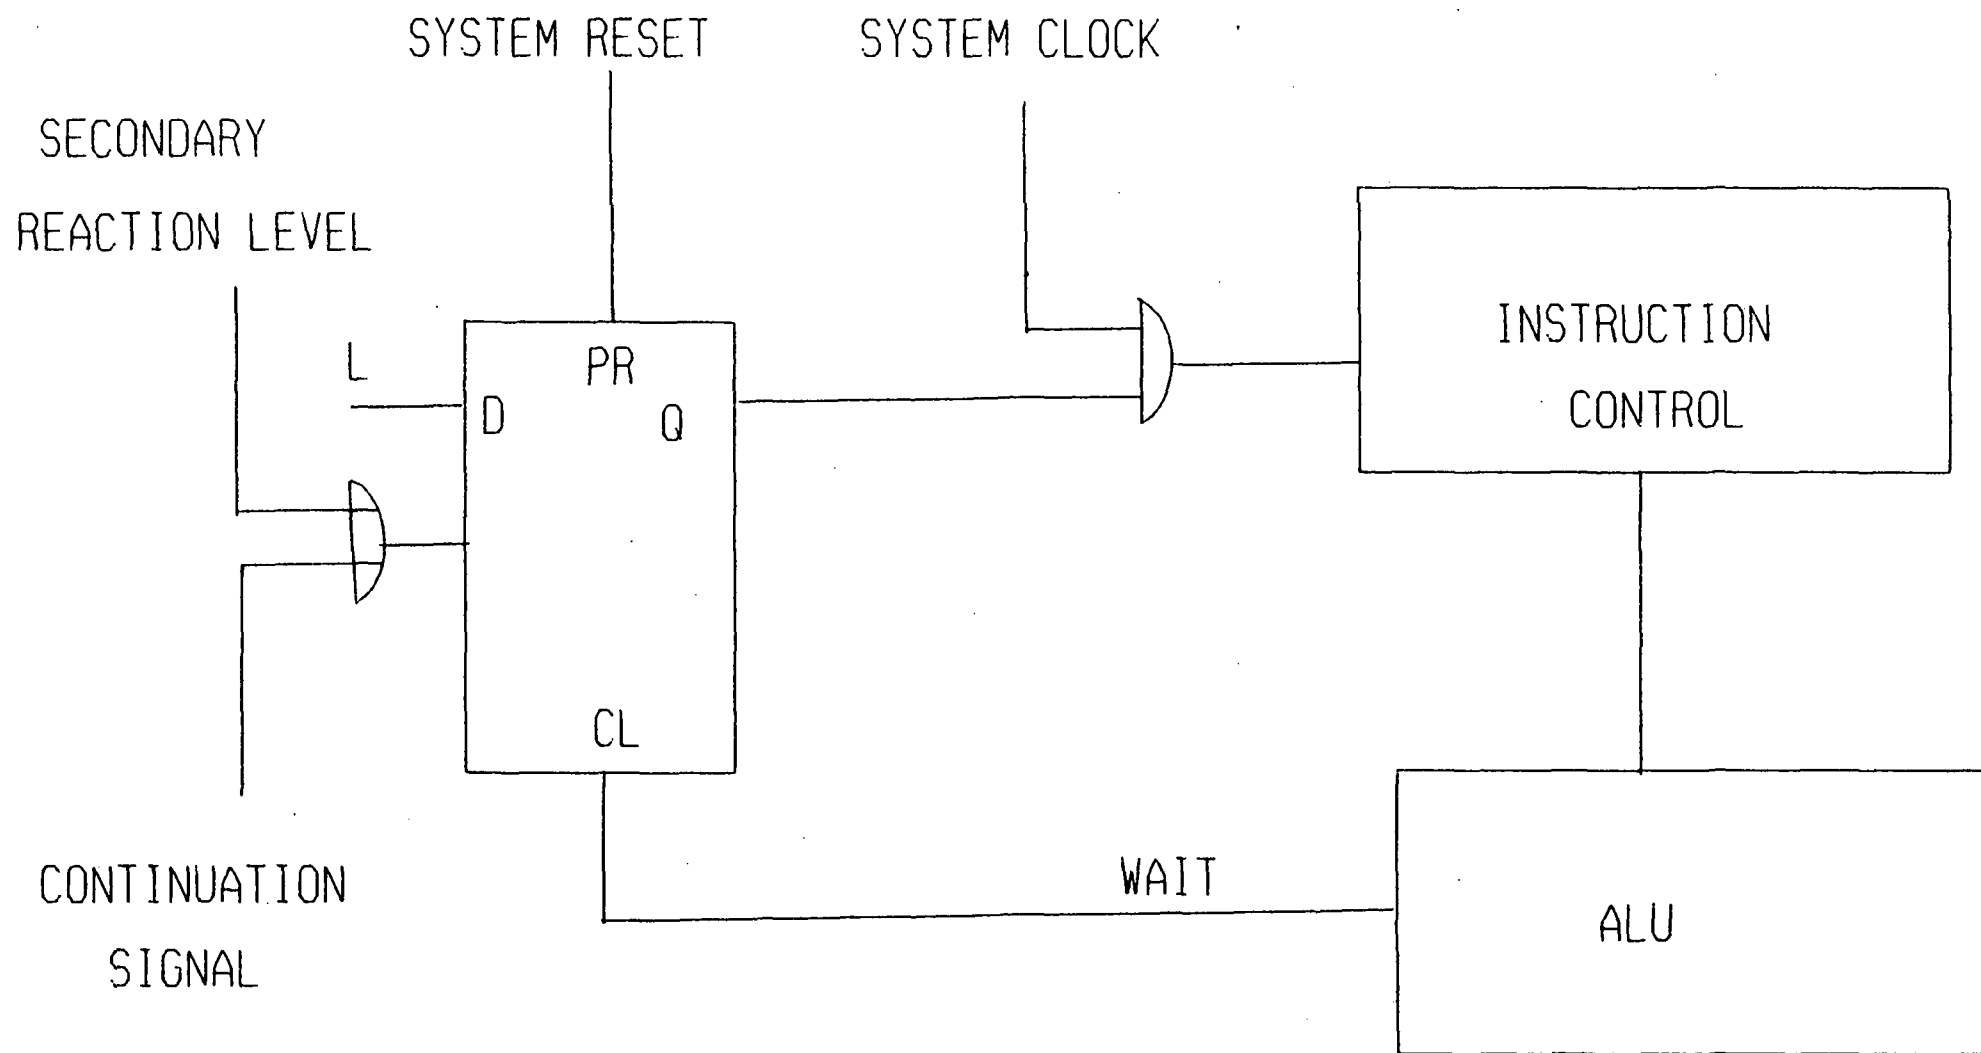 SYSTEM RESET
SYSTEM CLOCK
SECONDARY
REACTION LEVEL
L
PR
D
Q
INSTRUCTION
CONTROL
CL
WAIT
CONTINUATION
SIGNAL
ALU